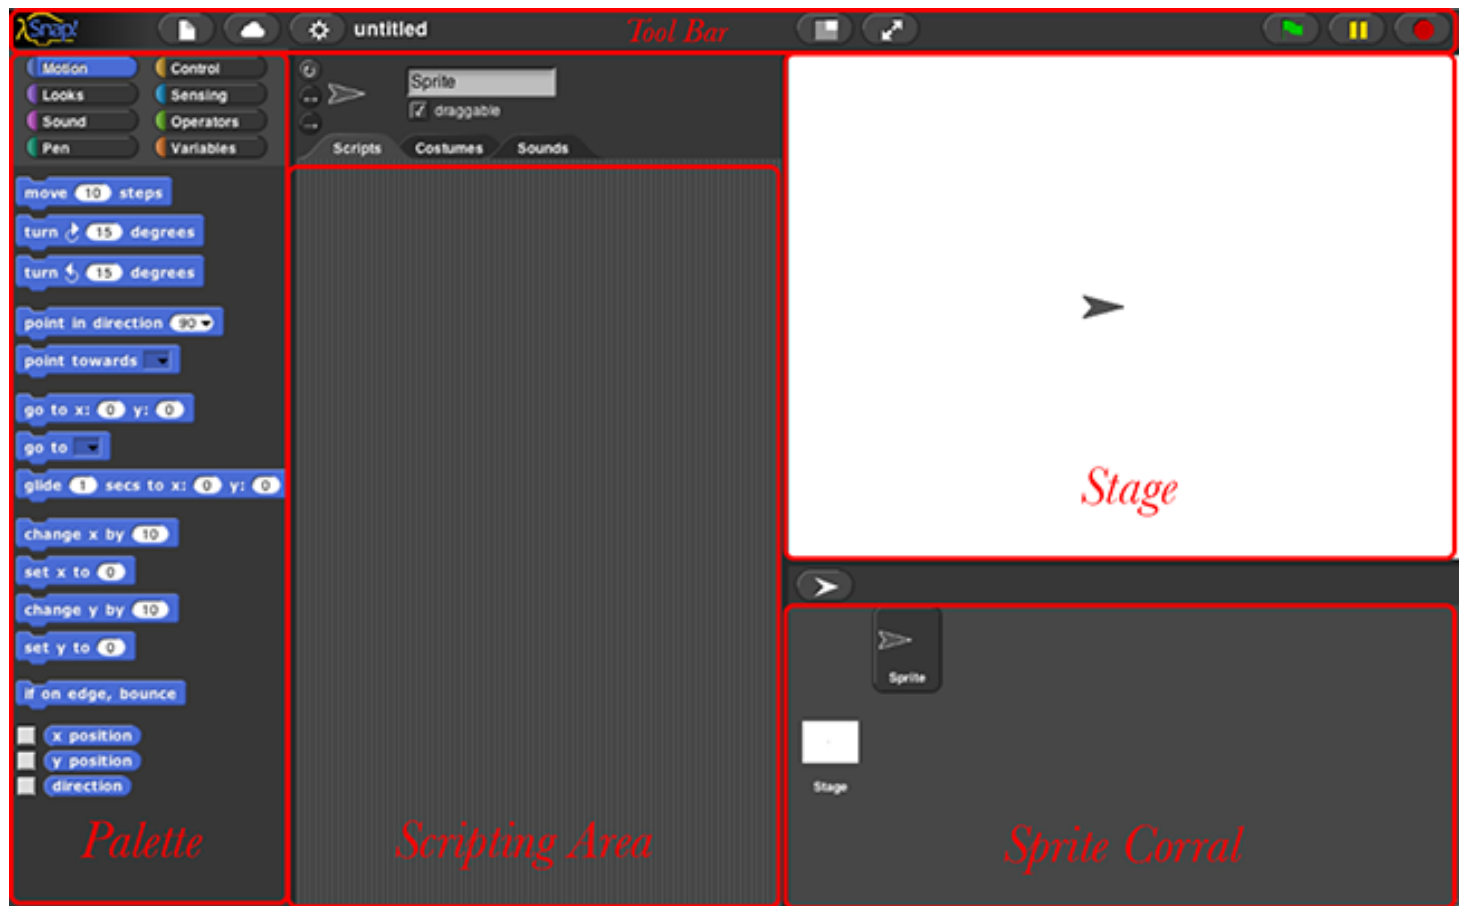 λSnap!
untitled
Tool Bar
Motion
Control
Looks
Sensing
Sound
Operators
Pen
Variables
move 10 steps
turn 15 degrees
turn 15 degrees
point in direction 90
point towards
go to x: 0 y: 0
go to
glide 1 secs to x: 0 y: 0
change x by 10
set x to 0
change y by 10
set y to 0
if on edge, bounce
x position
y position
direction
Palette
Sprite
draggable
Scripts Costumes Sounds
Scripting Area
Stage
Sprite
Stage
Sprite Corral